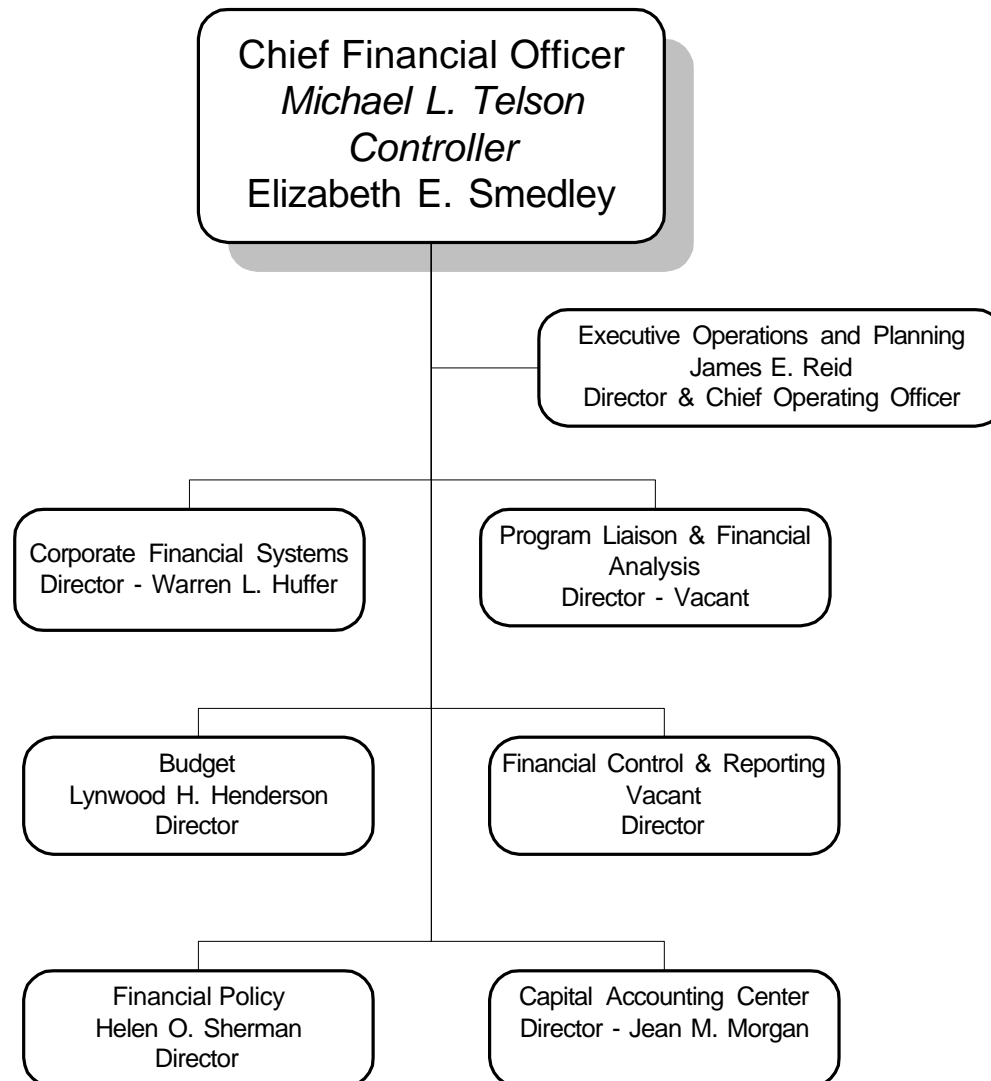 Chief Financial Officer
Michael L. Telson
Controller
Elizabeth E. Smedley
Executive Operations and Planning
James E. Reid
Director & Chief Operating Officer
Corporate Financial Systems
Director - Warren L. Huffer
Program Liaison & Financial
Analysis
Director - Vacant
Budget
Lynwood H. Henderson
Director
Financial Control & Reporting
Vacant
Director
Financial Policy
Helen O. Sherman
Director
Capital Accounting Center
Director - Jean M. Morgan